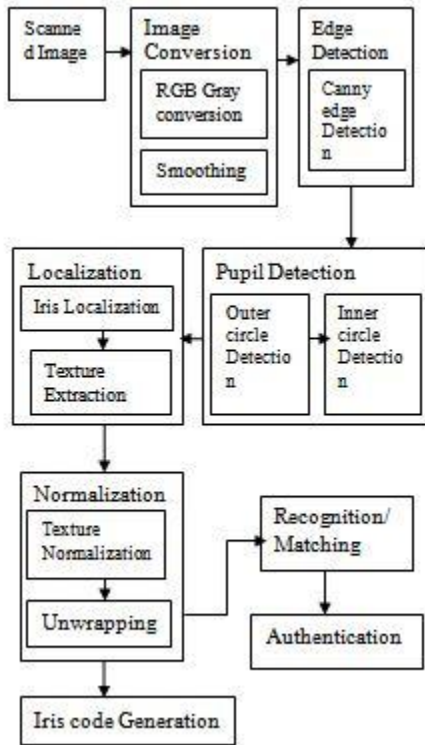 Scanne
d Image
Image
Conversion
RGB Gray
conversion
Smoothing
Edge
Detection
Canny
edge
Detectio
n
Pupil Detection
Outer
circle
Detectio
n
Inner
circle
Detectio
n
Localization
Iris Localization
Texture
Extraction
Normalization
Texture
Normalization
Unwrapping
Recognition/
Matching
Authentication
Iris code Generation